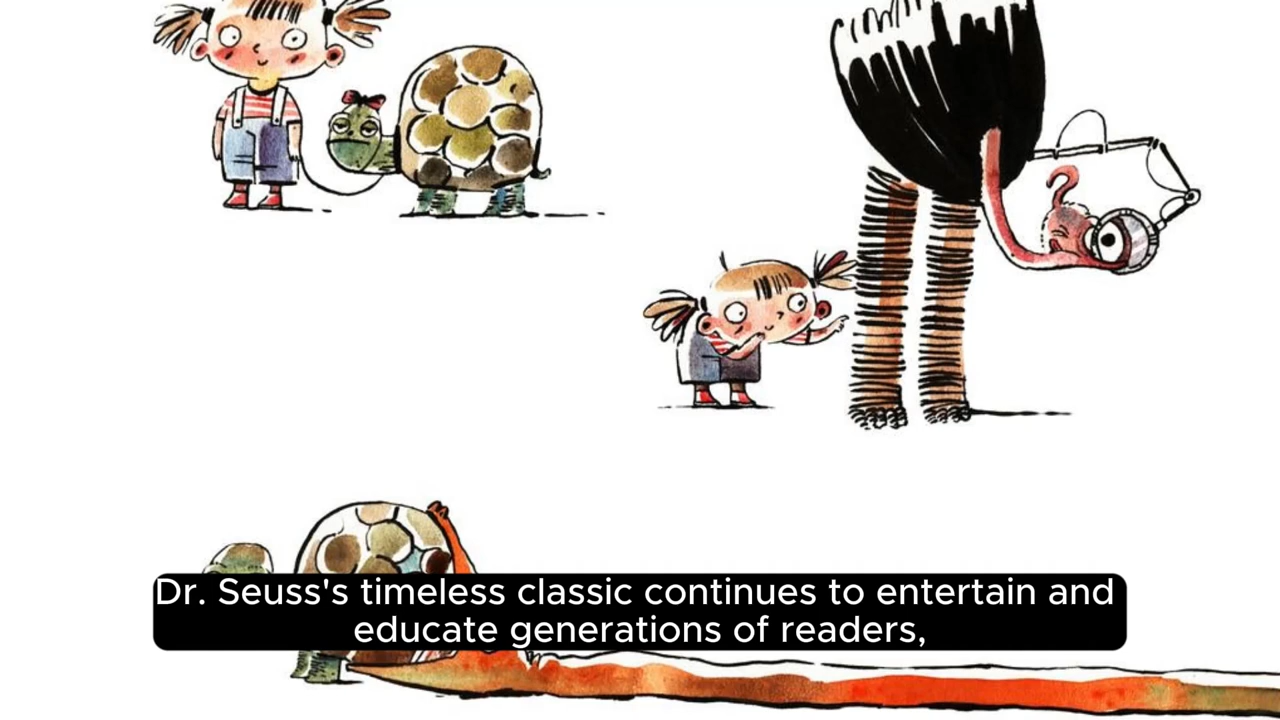 Dr. Seuss's timeless classic continues to entertain and
educate generations of readers,